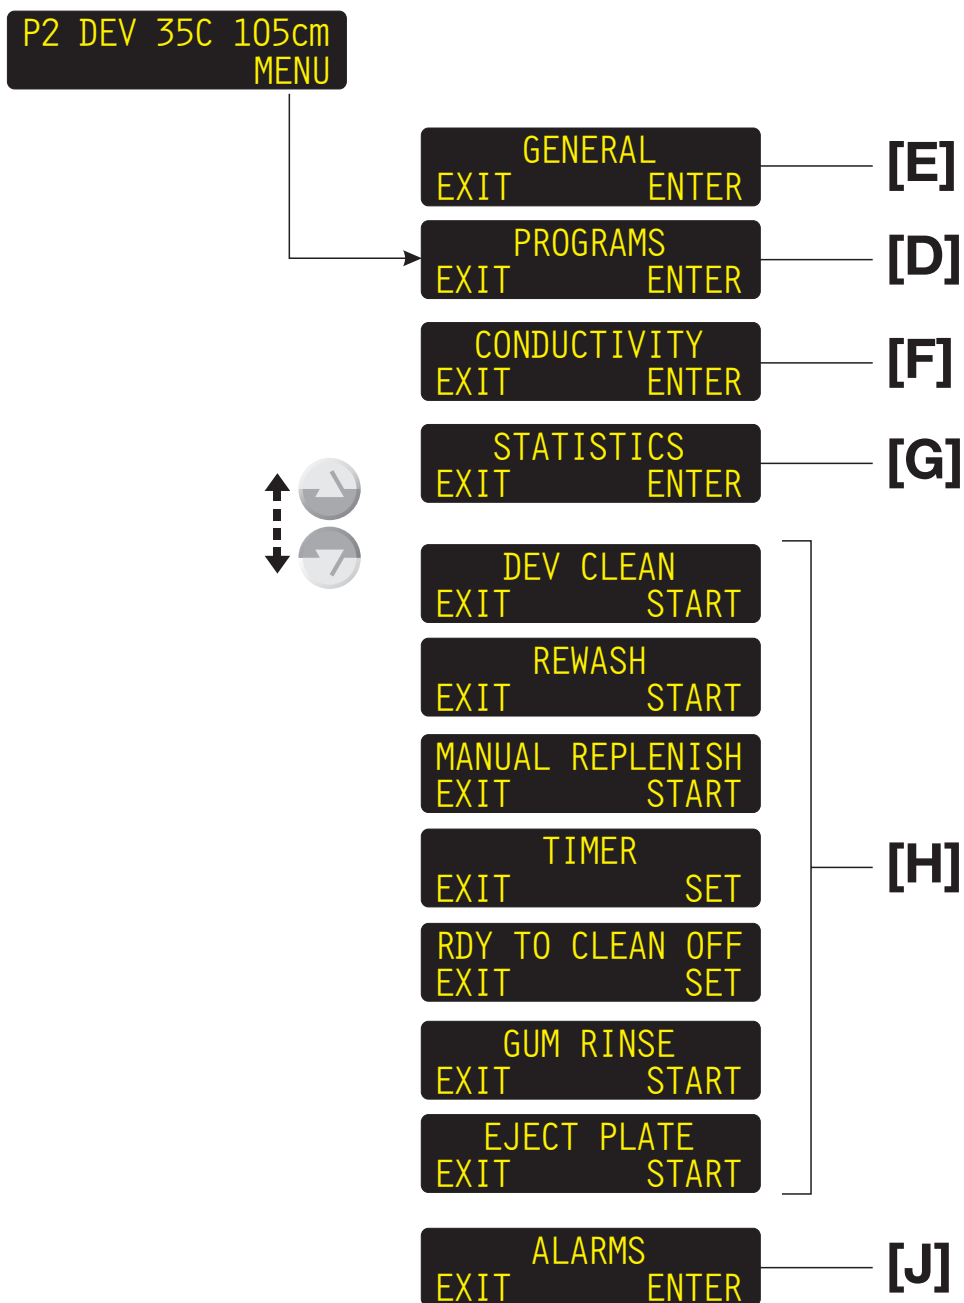 P2 DEV 35C 105cm
MENU
GENERAL
EXIT ENTER
[E]
PROGRAMS
EXIT ENTER
[D]
CONDUCTIVITY
EXIT ENTER
[F]
STATISTICS
EXIT ENTER
[G]
DEV CLEAN
EXIT START
REWASH
EXIT START
MANUAL REPLENISH
EXIT START
TIMER
EXIT SET
[H]
RDY TO CLEAN OFF
EXIT SET
GUM RINSE
EXIT START
EJECT PLATE
EXIT START
ALARMS
EXIT ENTER
[J]